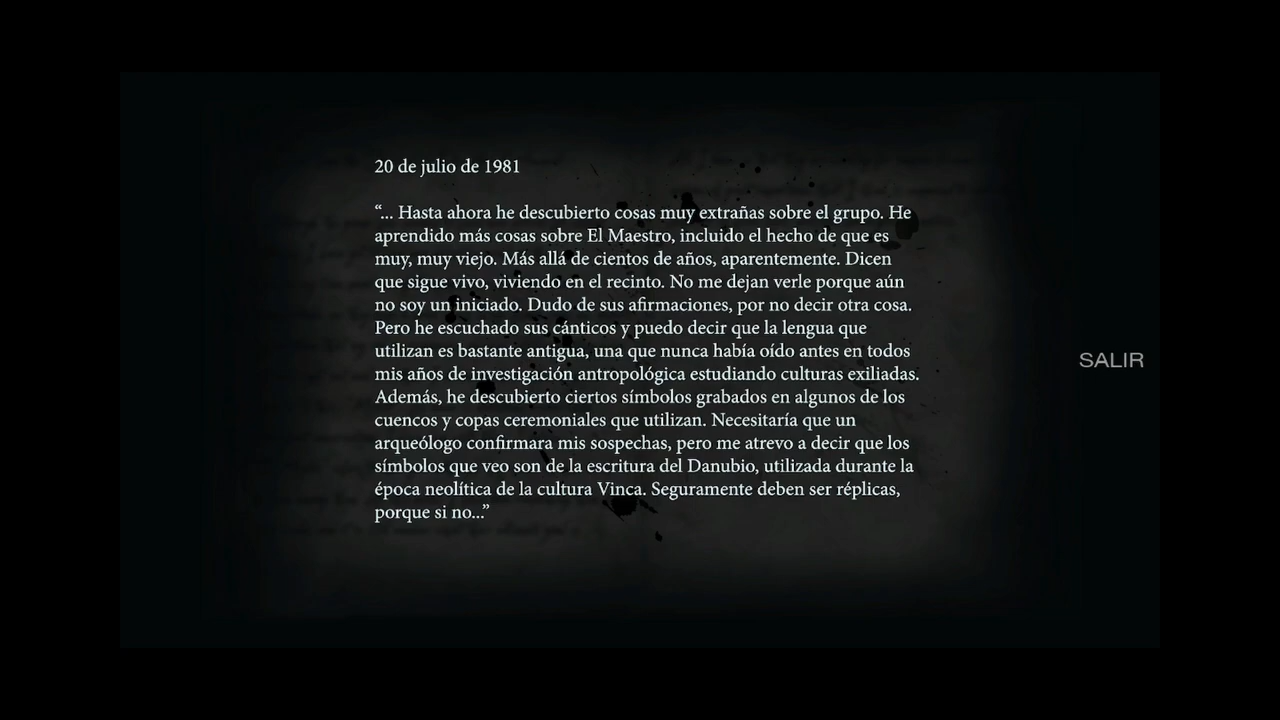 20 de julio de 1981
“... Hasta ahora he descubierto cosas muy extrañas sobre el grupo. He
aprendido más cosas sobre El Maestro, incluido el hecho de que es
muy, muy viejo. Más allá de cientos de años, aparentemente. Dicen
que sigue vivo, viviendo en el recinto. No me dejan verle porque aún
no soy un iniciado. Dudo de sus afirmaciones, por no decir otra cosa.
Pero he escuchado sus cánticos y puedo decir que la lengua que
utilizan es bastante antigua, una que nunca había oído antes en todos
mis años de investigación antropológica estudiando culturas exiliadas.
Además, he descubierto ciertos símbolos grabados en algunos de los
cuencos y copas ceremoniales que utilizan. Necesitaría que un
arqueólogo confirmara mis sospechas, pero me atrevo a decir que los
símbolos que veo son de la escritura del Danubio, utilizada durante la
época neolítica de la cultura Vinca. Seguramente deben ser réplicas,
porque si no...”
SALIR